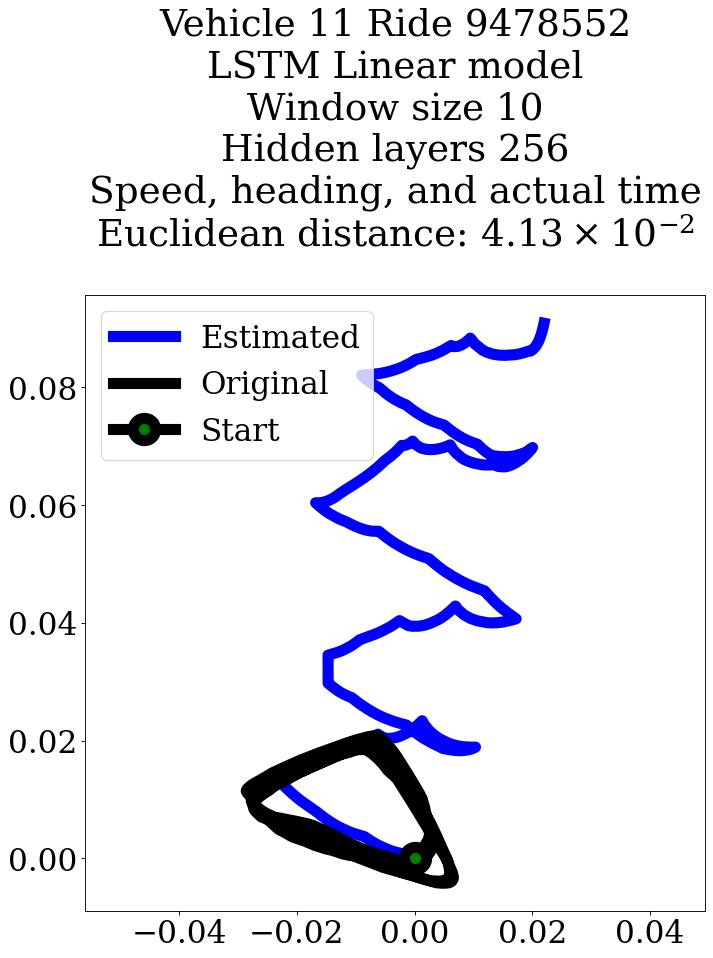 Vehicle 11 Ride 9478552
LSTM Linear model
Window size 10
Hidden layers 256
Speed, heading, and actual time
Euclidean distance: 4.13 × 10⁻²
Estimated
Original
Start
0.08
0.06
0.04
0.02
0.00
−0.04 −0.02 0.00 0.02 0.04